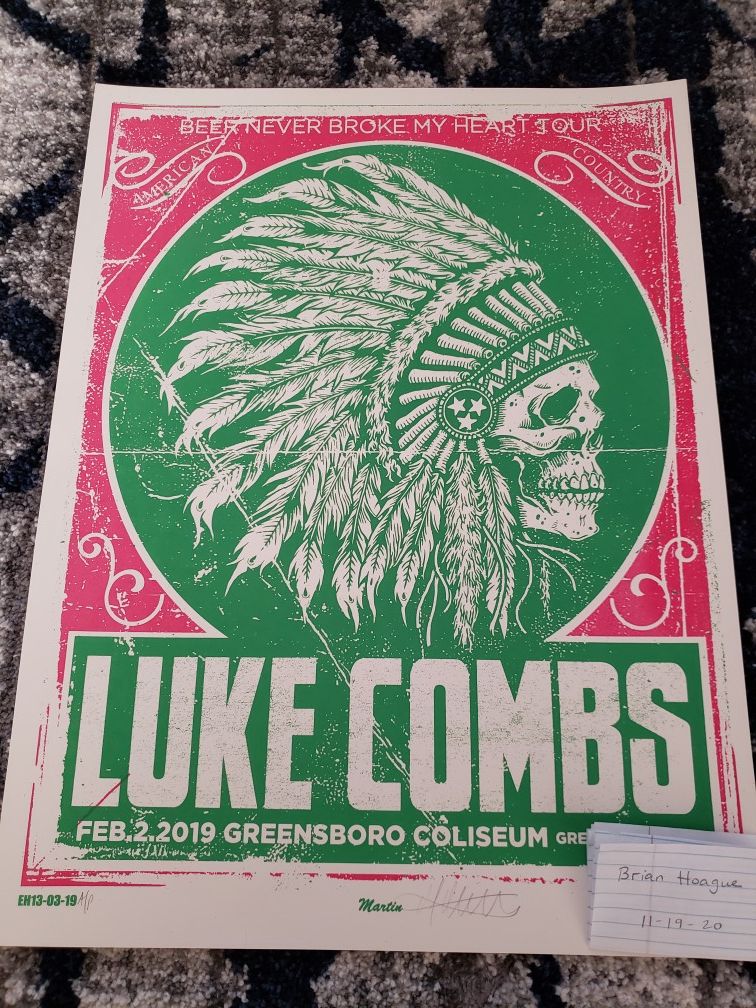 BEER NEVER BROKE MY HEART TOUR
AMERICAN COUNTRY
LUKE COMBS
FEB.2.2019 GREENSBORO COLISEUM GRE
EH13-03-19 A/P
Martin
Brian Hoague
11-19-20